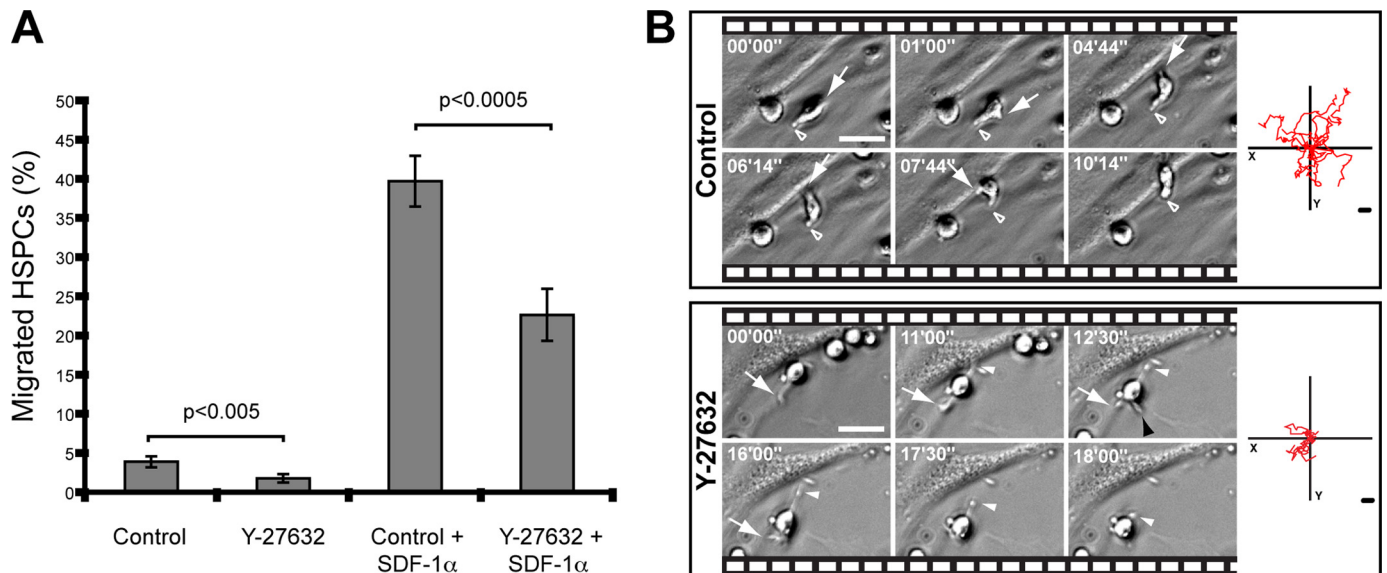 A
Migrated HSPCs (%)
50
45
40
35
30
25
20
15
10
5
0
p<0.005
p<0.0005
Control
Y-27632
Control +
SDF-1α
Y-27632 +
SDF-1α
B
Control
00'00"
01'00"
04'44"
06'14"
07'44"
10'14"
X
Y
Y-27632
00'00"
11'00"
12'30"
16'00"
17'30"
18'00"
X
Y